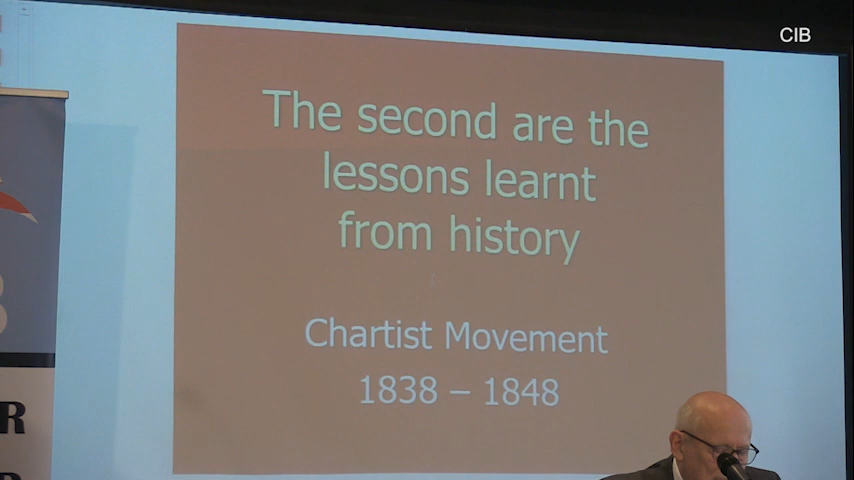 CIB
The second are the
lessons learnt
from history
Chartist Movement
1838 – 1848
R